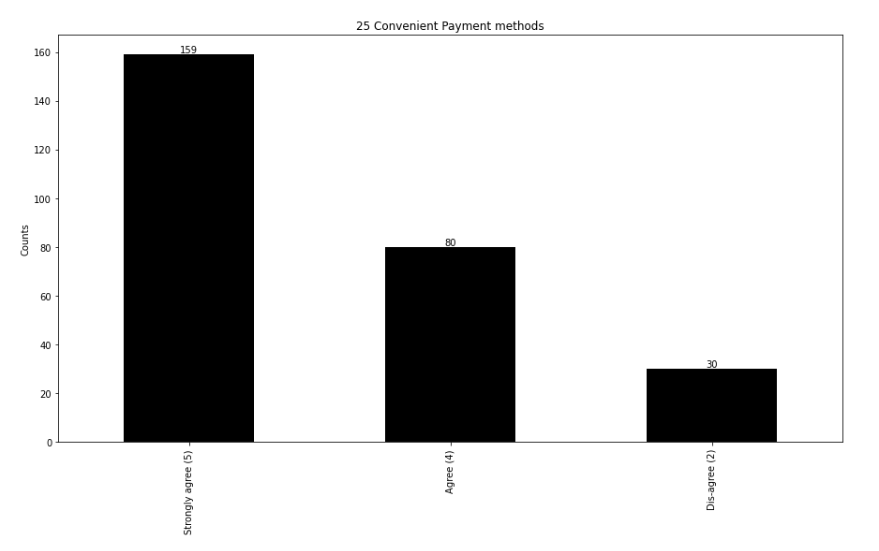 25 Convenient Payment methods
160
140
120
100
80
60
40
20
0
Counts
159
80
30
Strongly agree (5)
Agree (4)
Dis-agree (2)